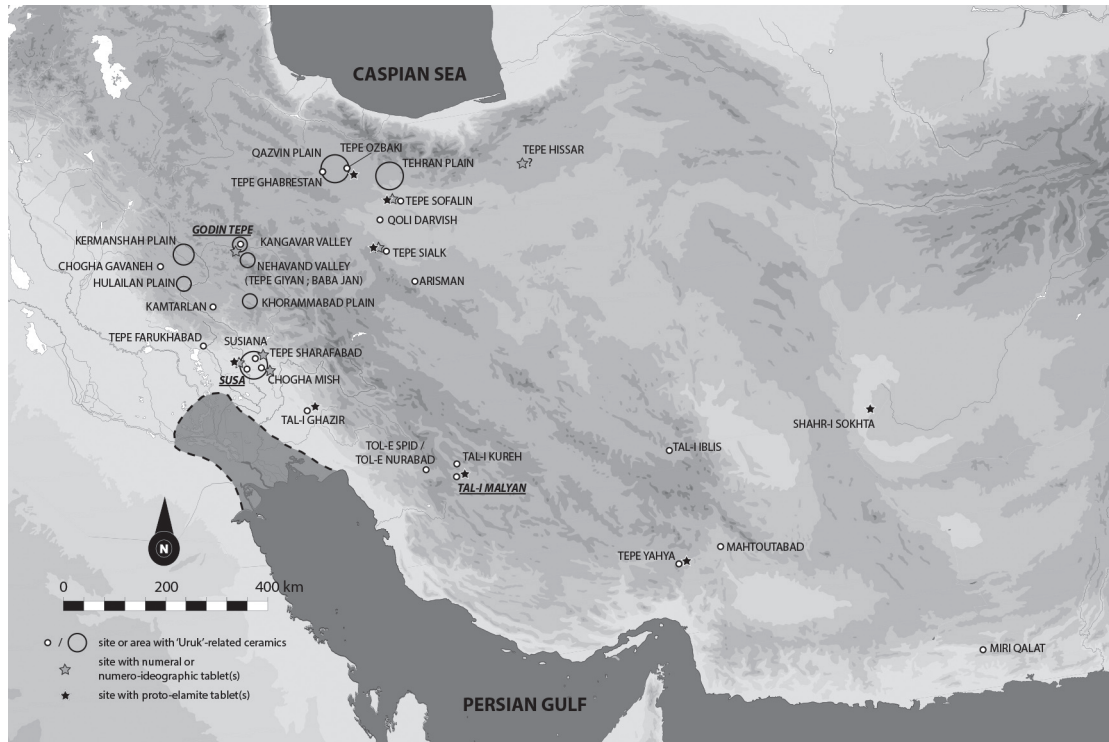 CASPIAN SEA
QAZVIN PLAIN
TEPE OZBAKI
TEHRAN PLAIN
TEPE HISSAR
?
TEPE GHABRESTAN
TEPE SOFALIN
QOLI DARVISH
GODIN TEPE
KERMANSHAH PLAIN
KANGAVAR VALLEY
TEPE SIALK
CHOGHA GAVANEH
NEHAVAND VALLEY
(TEPE GIYAN ; BABA JAN)
HULAILAN PLAIN
ARISMAN
KAMTARLAN
KHORAMMABAD PLAIN
TEPE FARUKHABAD
SUSIANA
TEPE SHARAFABAD
SUSA
CHOGHA MISH
TAL-I GHAZIR
SHAHR-I SOKHTA
TOL-E SPID /
TOL-E NURABAD
TAL-I KUREH
TAL-I IBLIS
TAL-I MALYAN
N
MAHTOUTABAD
TEPE YAHYA
0 200 400 km
site or area with 'Uruk'-related ceramics
site with numeral or
numero-ideographic tablet(s)
site with proto-elamite tablet(s)
MIRI QALAT
PERSIAN GULF